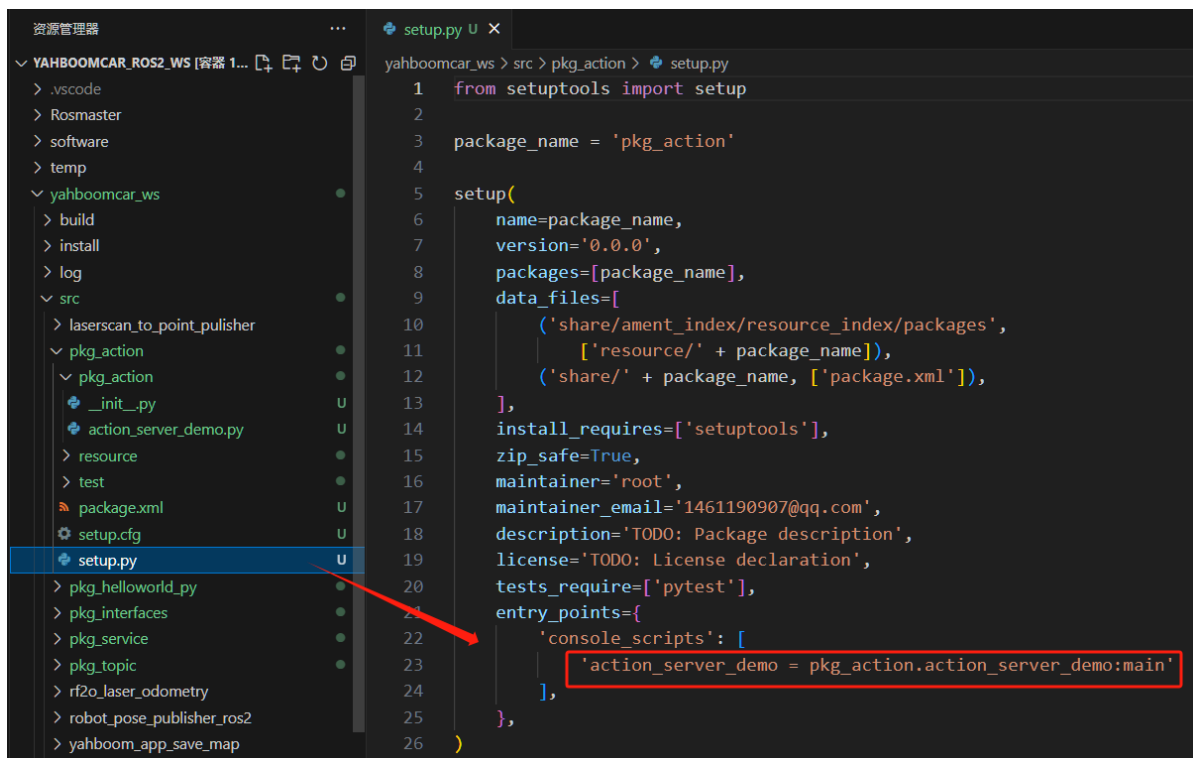 资源管理器 ...
YAHBOOMCAR_ROS2_WS [容器 1...
.vscode
Rosmaster
software
temp
yahboomcar_ws
build
install
log
src
laserscan_to_point_pulisher
pkg_action
pkg_action
__init__.py U
action_server_demo.py U
resource
test
package.xml U
setup.cfg U
setup.py U
pkg_helloworld_py
pkg_interfaces
pkg_service
pkg_topic
rf2o_laser_odometry
robot_pose_publisher_ros2
yahboom_app_save_map
setup.py U
yahboomcar_ws > src > pkg_action > setup.py
1 from setuptools import setup
2
3 package_name = 'pkg_action'
4
5 setup(
6     name=package_name,
7     version='0.0.0',
8     packages=[package_name],
9     data_files=[
10         ('share/ament_index/resource_index/packages',
11             ['resource/' + package_name]),
12         ('share/' + package_name, ['package.xml']),
13     ],
14     install_requires=['setuptools'],
15     zip_safe=True,
16     maintainer='root',
17     maintainer_email='1461190907@qq.com',
18     description='TODO: Package description',
19     license='TODO: License declaration',
20     tests_require=['pytest'],
21     entry_points={
22         'console_scripts': [
23             'action_server_demo = pkg_action.action_server_demo:main'
24         ],
25     },
26 )